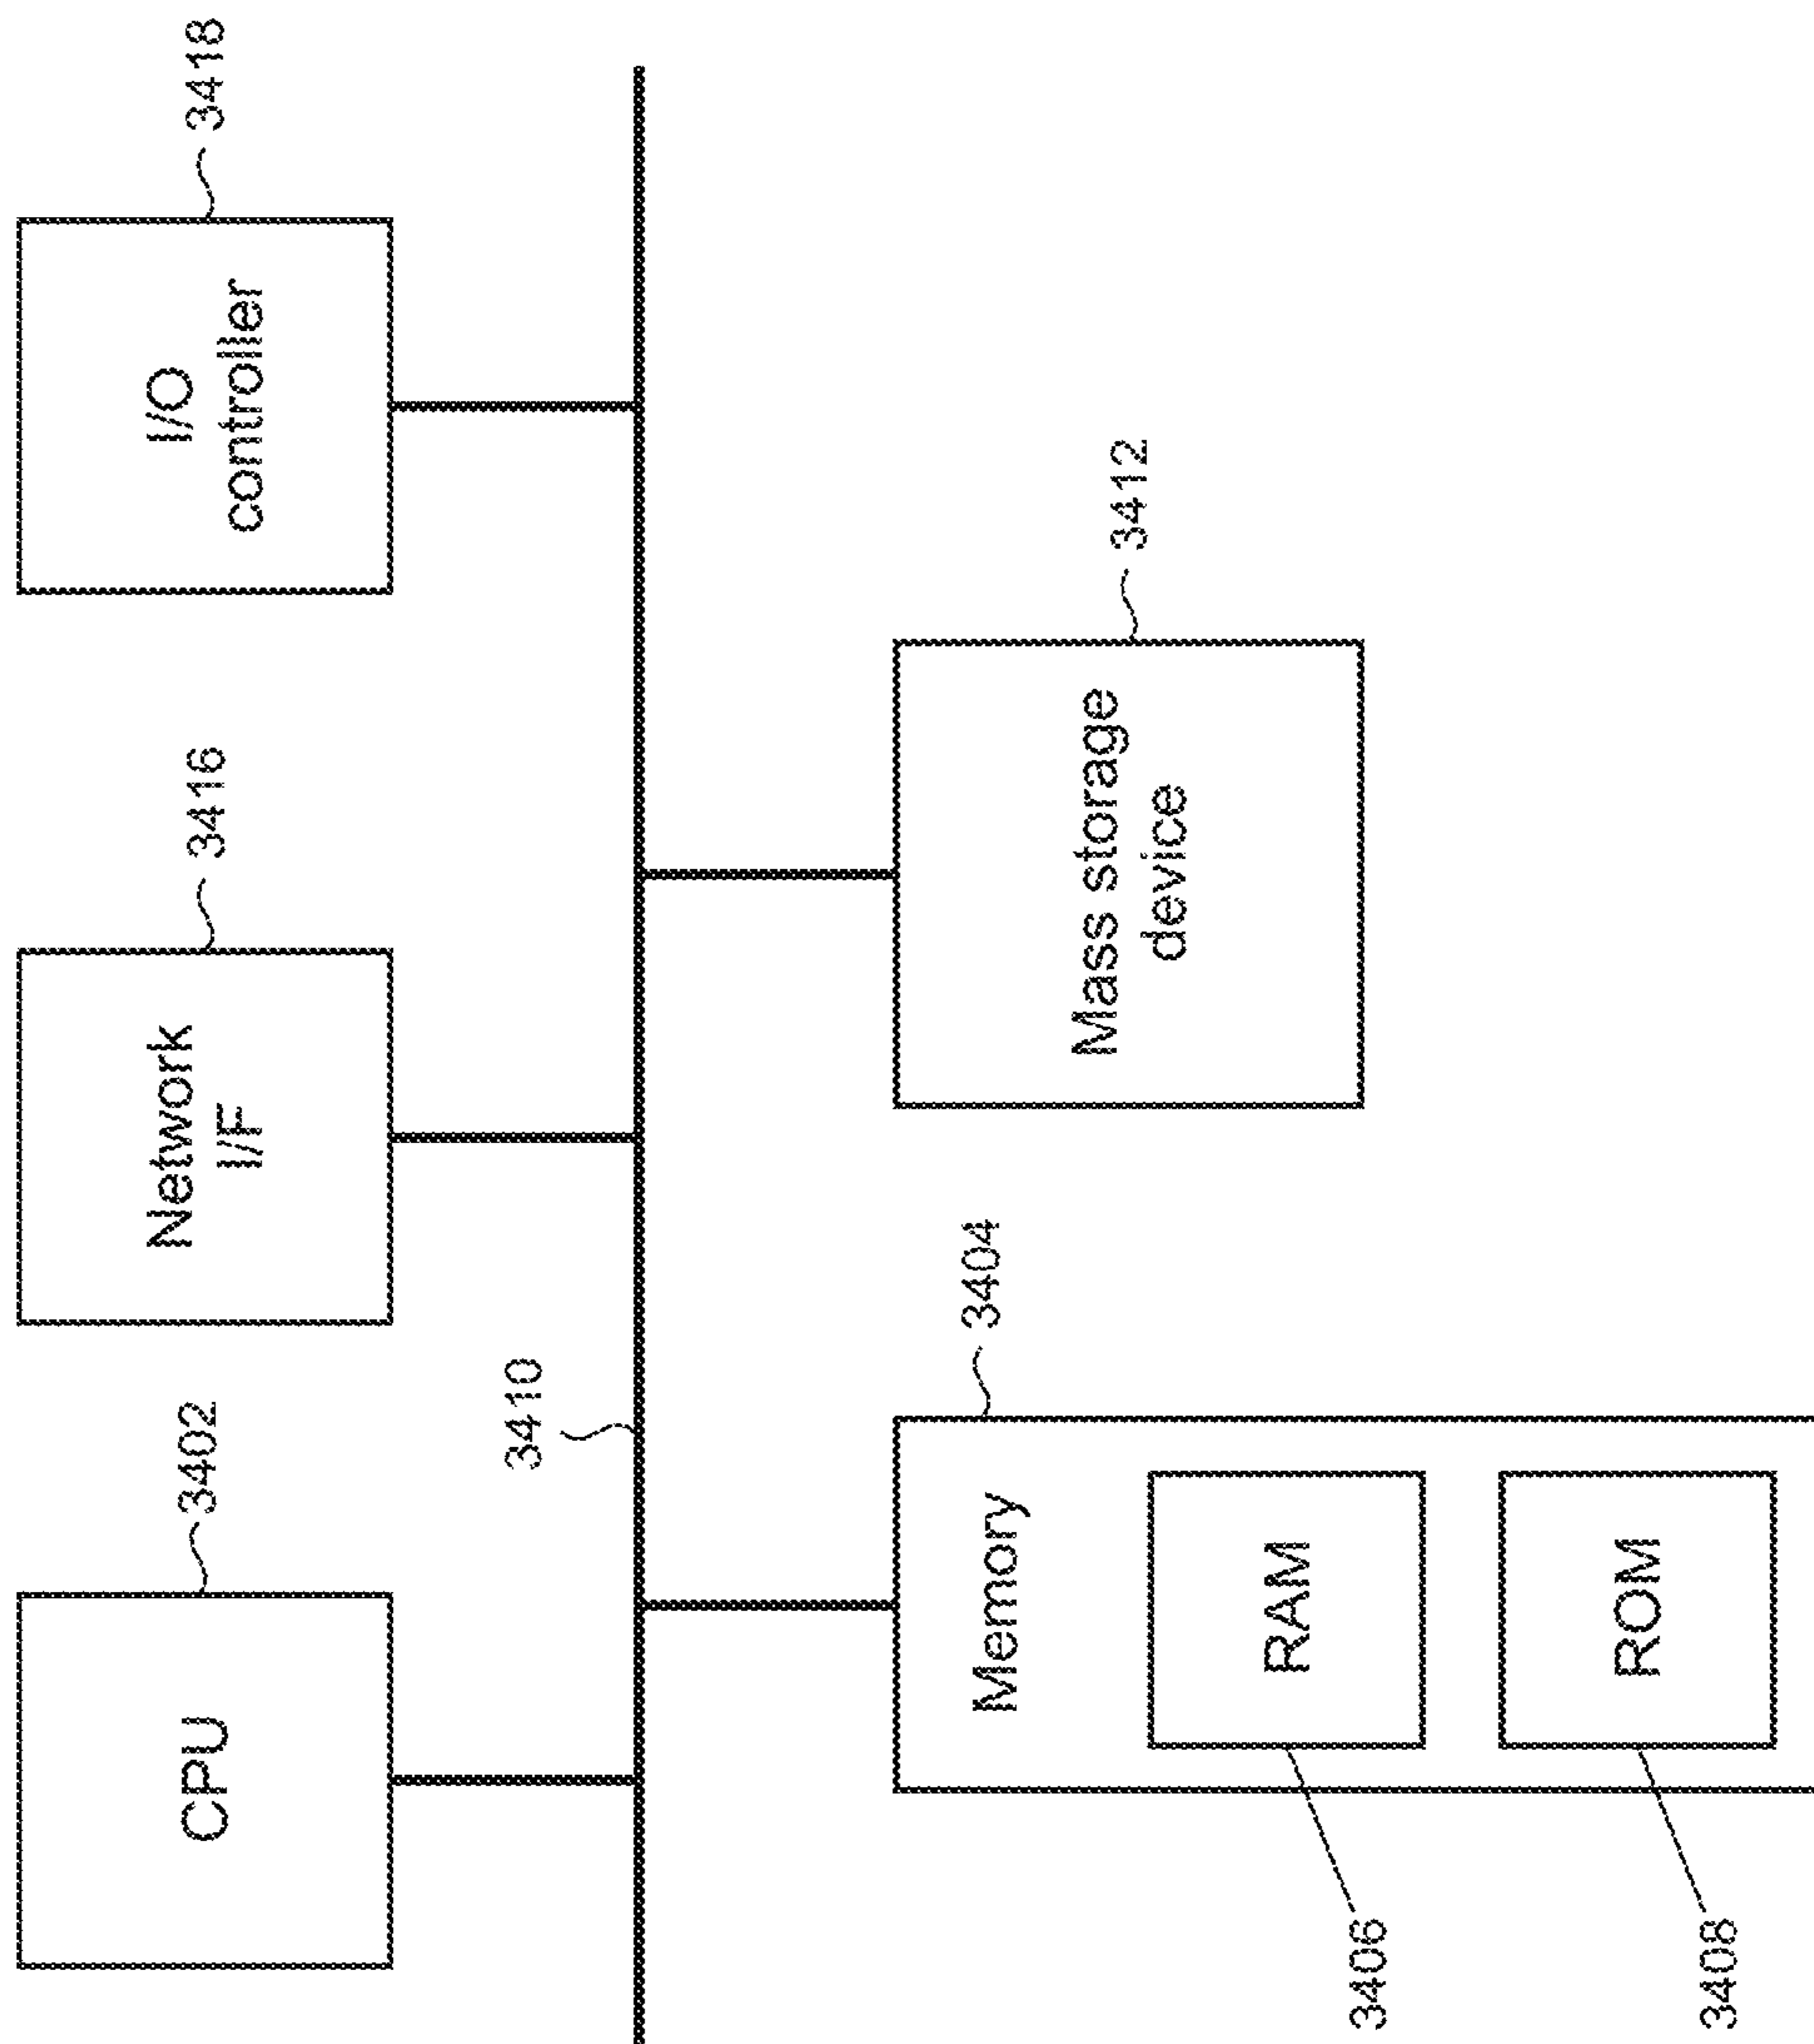 CPU
3402
Network
I/F
3416
I/O
controller
3418
3410
Memory
3404
RAM
3406
ROM
3408
Mass storage
device
3412